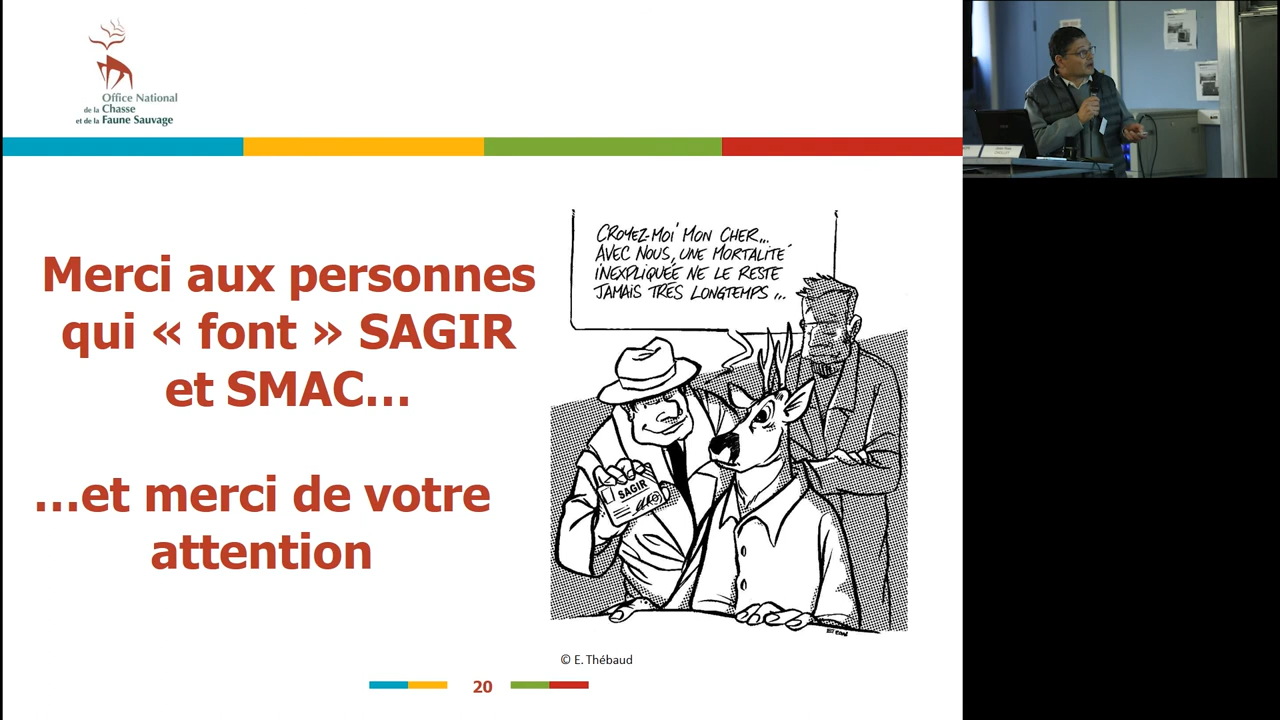 Office National
de la Chasse
et de la Faune Sauvage
Merci aux personnes
qui « font » SAGIR
et SMAC...
...et merci de votre
attention
CROYEZ-MOI MON CHER...
AVEC NOUS, UNE MORTALITÉ
INEXPLIQUÉE NE LE RESTE
JAMAIS TRÈS LONGTEMPS ...
SAGIR
© E. Thébaud
20